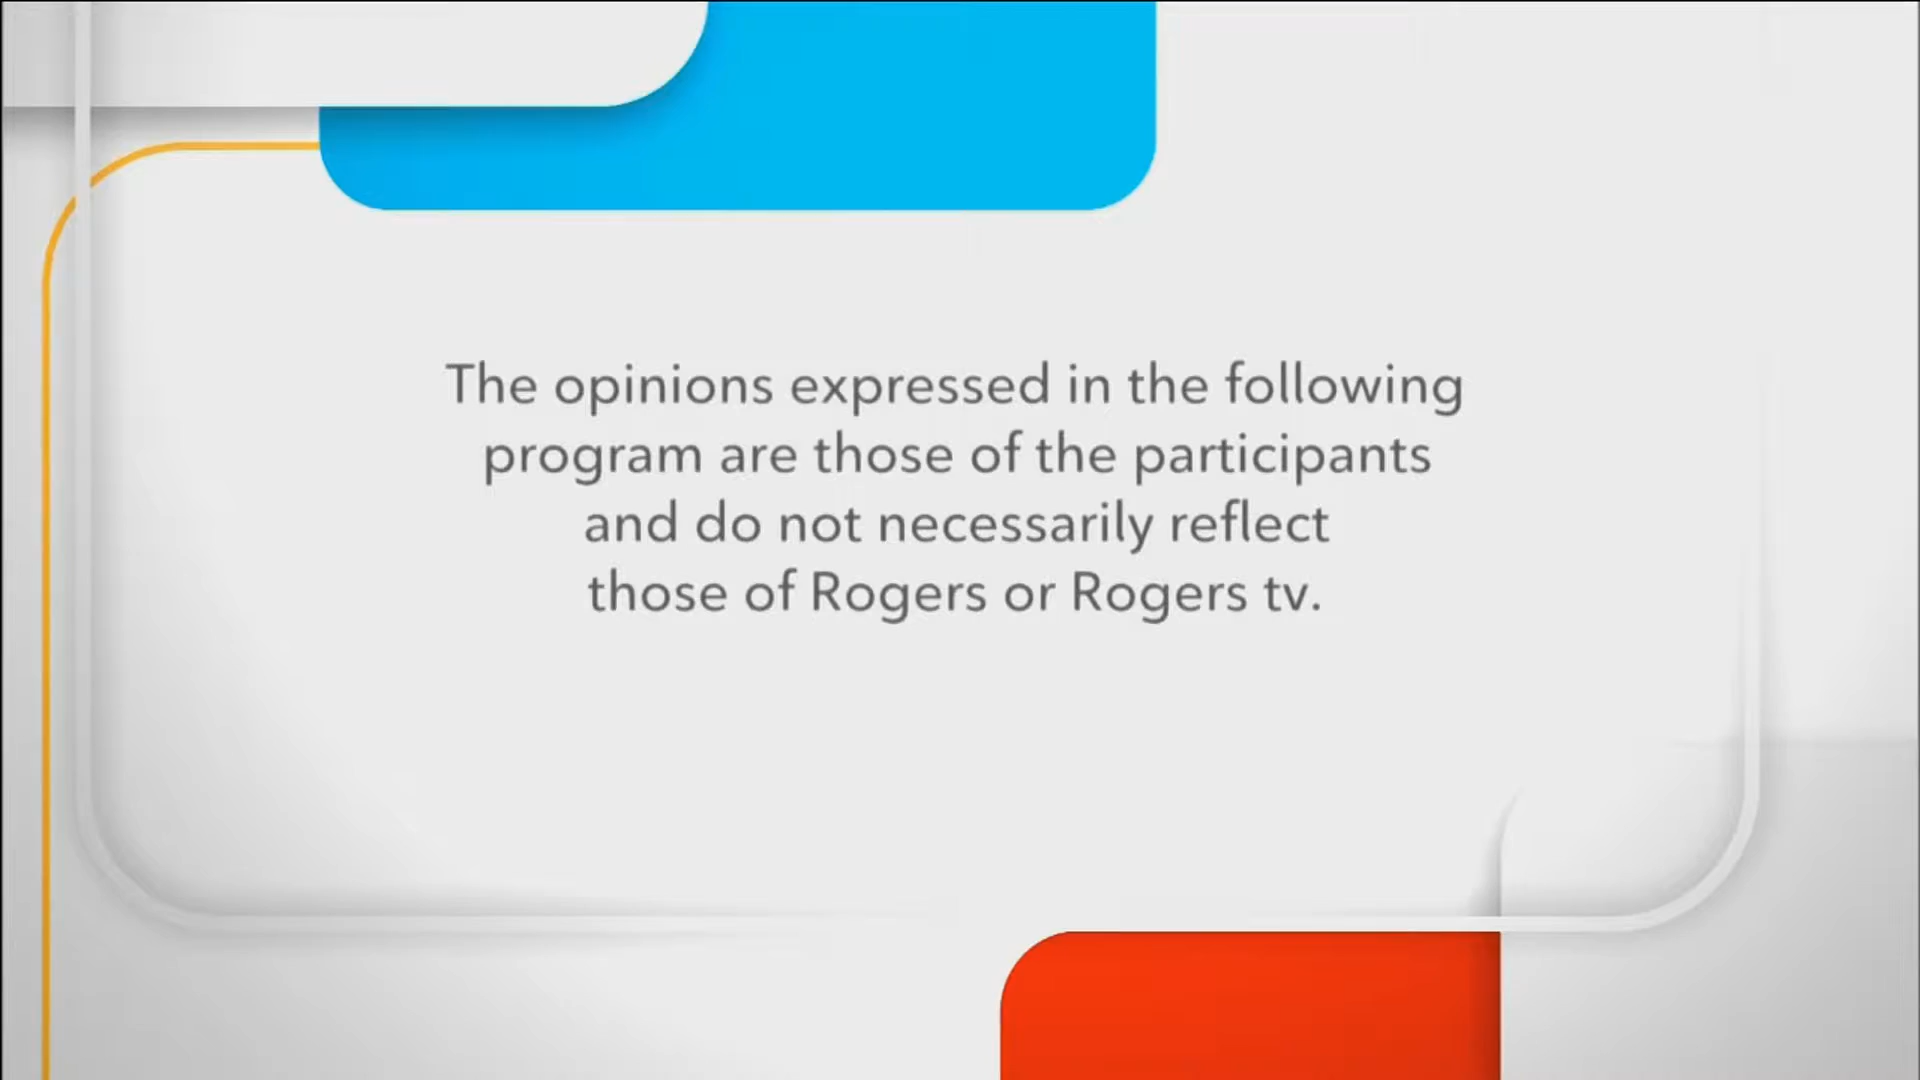 The opinions expressed in the following
program are those of the participants
and do not necessarily reflect
those of Rogers or Rogers tv.